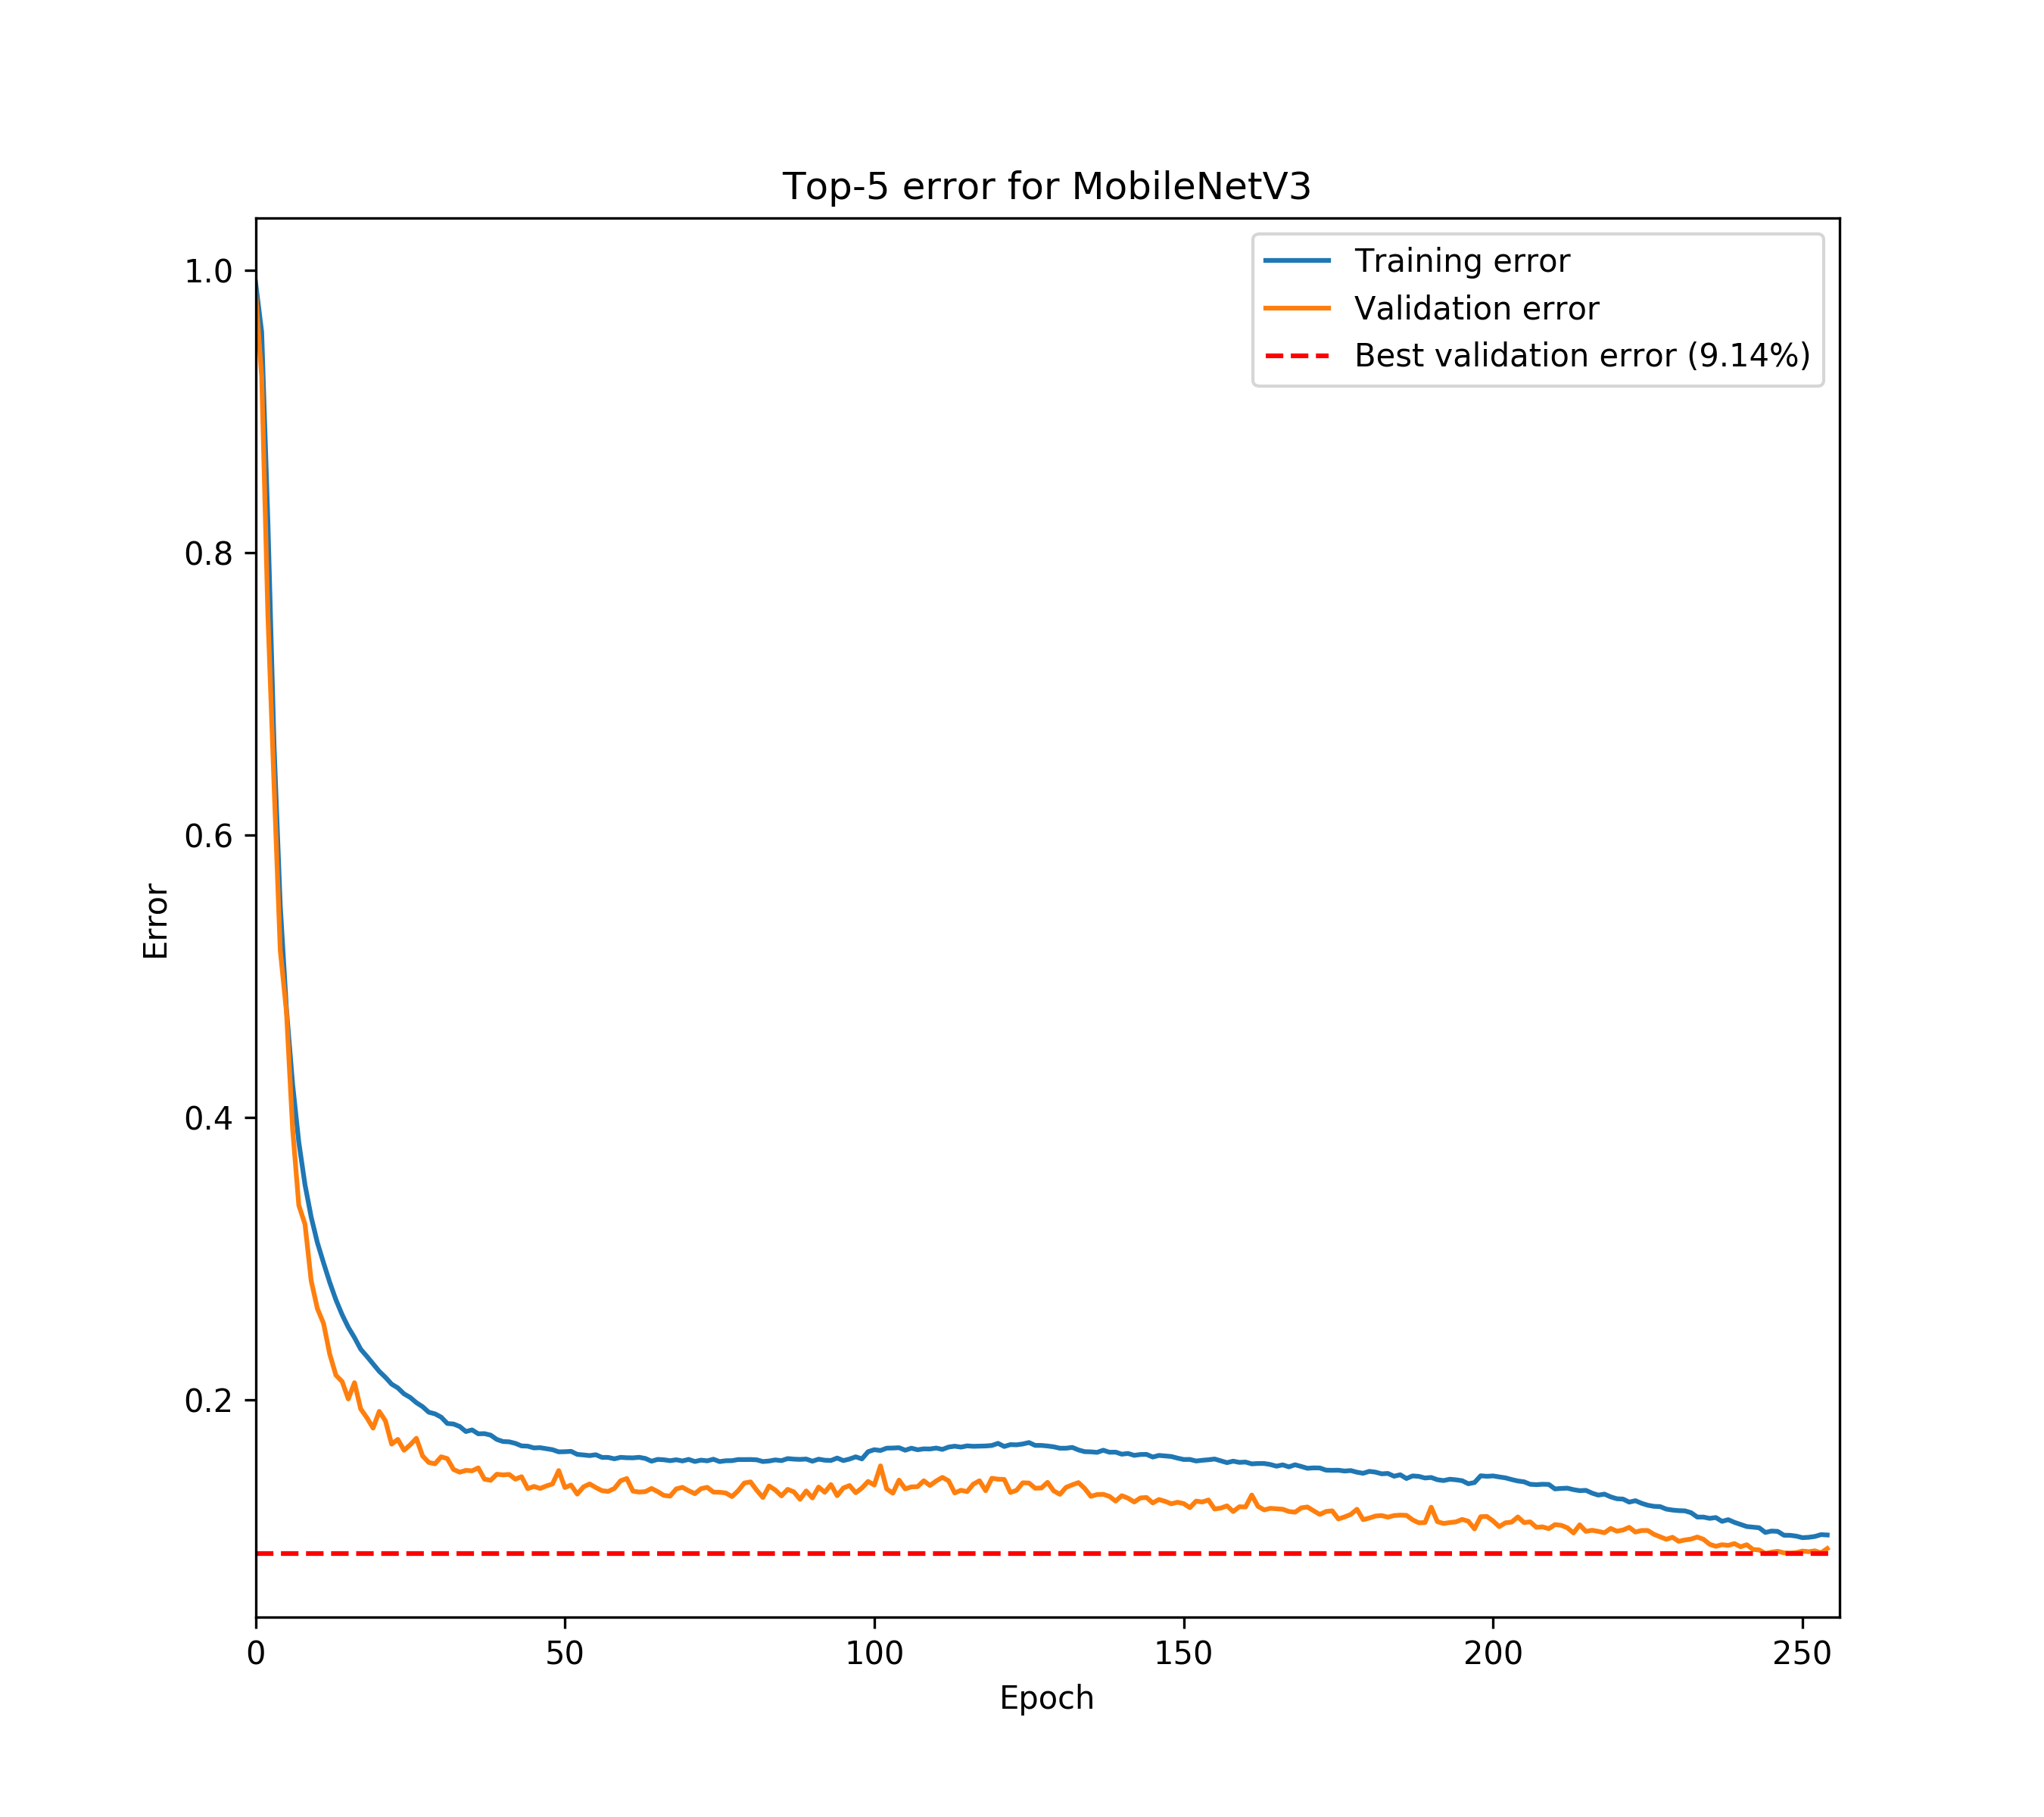 Top-5 error for MobileNetV3
Training error
Validation error
Best validation error (9.14%)
1.0
0.8
0.6
0.4
0.2
Error
0 50 100 150 200 250
Epoch